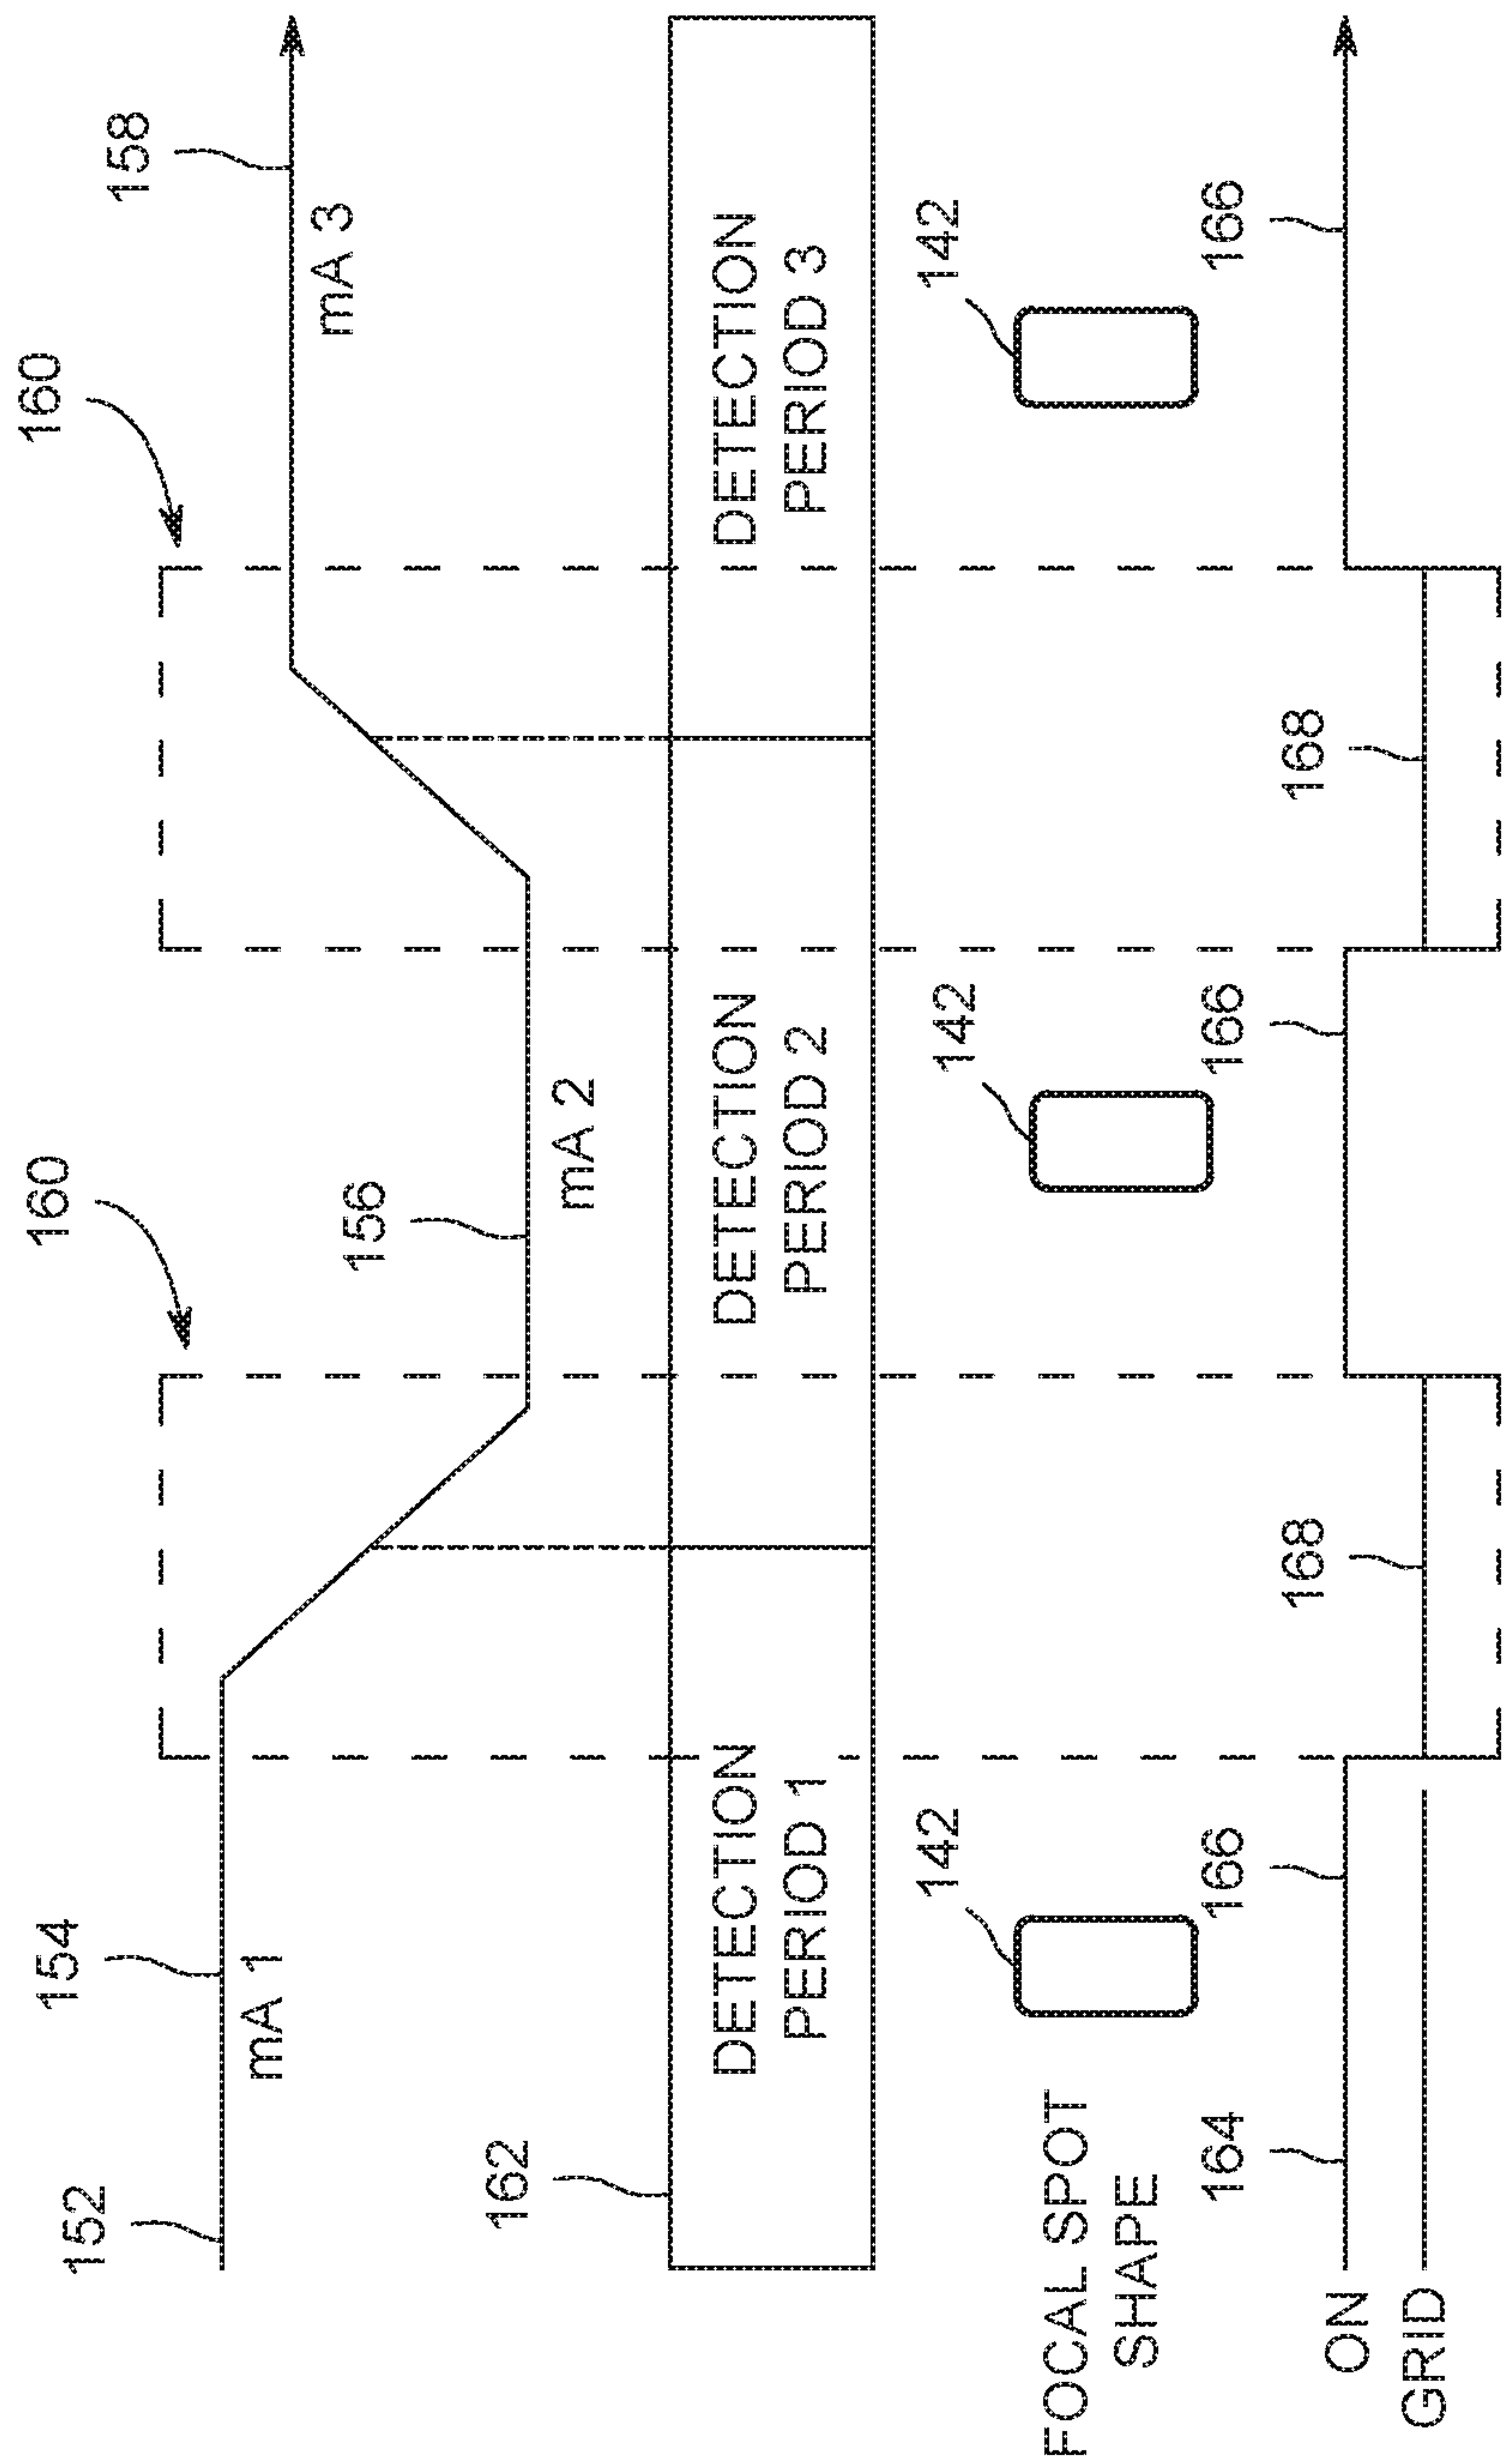 160
160
158
154
152
mA 3
mA 1
156
mA 2
162
DETECTION
PERIOD 1
DETECTION
PERIOD 2
DETECTION
PERIOD 3
142
142
142
FOCAL SPOT
SHAPE
164
166
166
166
168
168
ON
GRID